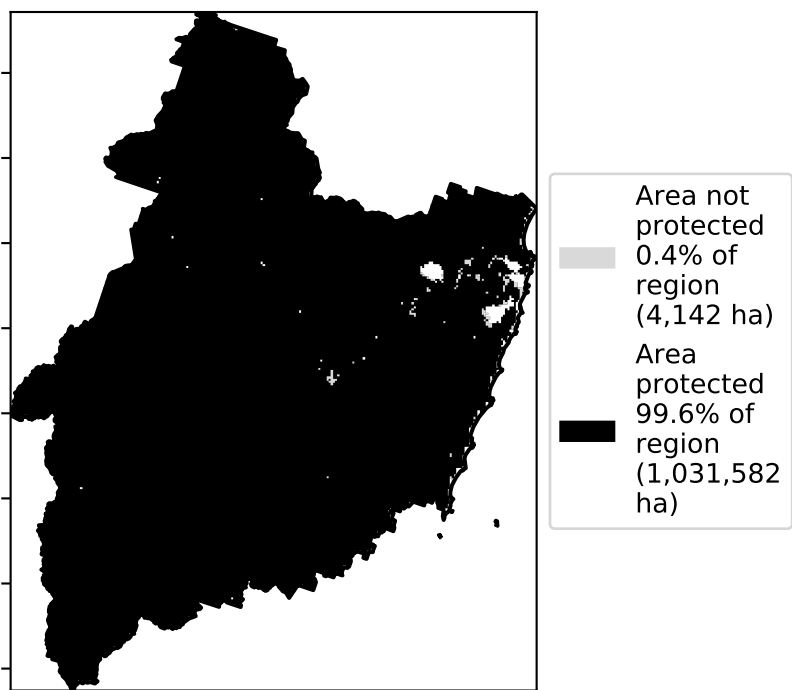 Area not
protected
0.4% of
region
(4,142 ha)
Area
protected
99.6% of
region
(1,031,582
ha)